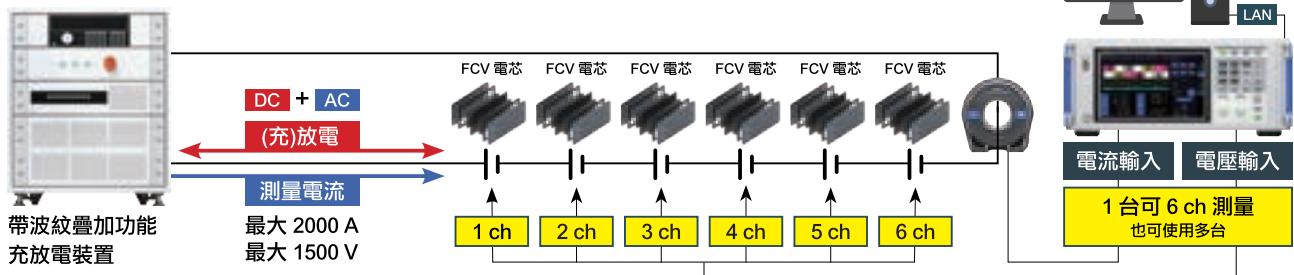 LAN
FCV 電芯
FCV 電芯
FCV 電芯
FCV 電芯
FCV 電芯
FCV 電芯
DC + AC
(充)放電
測量電流
最大 2000 A
最大 1500 V
帶波紋疊加功能
充放電裝置
1 ch
2 ch
3 ch
4 ch
5 ch
6 ch
電流輸入
電壓輸入
1 台可 6 ch 測量
也可使用多台